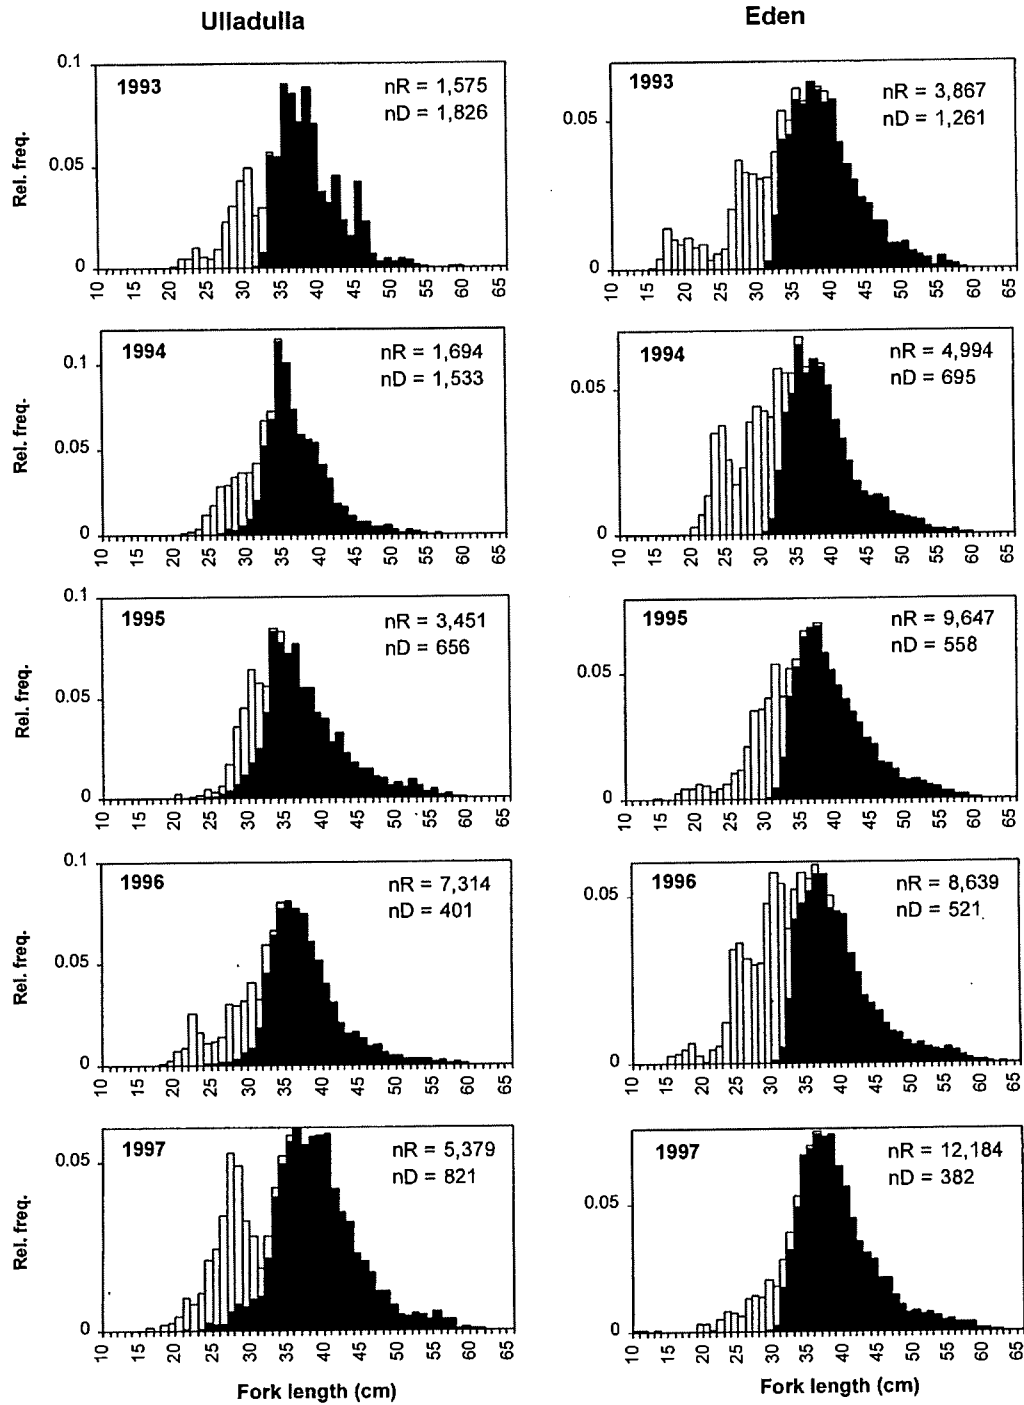 Ulladulla
Eden
0.1
0.05
0
Rel. freq.
1993
nR = 1,575
nD = 1,826
10 15 20 25 30 35 40 45 50 55 60 65
0.05
0
1993
nR = 3,867
nD = 1,261
10 15 20 25 30 35 40 45 50 55 60 65
0.1
0.05
0
Rel. freq.
1994
nR = 1,694
nD = 1,533
10 15 20 25 30 35 40 45 50 55 60 65
0.05
0
1994
nR = 4,994
nD = 695
10 15 20 25 30 35 40 45 50 55 60 65
0.1
0.05
0
Rel. freq.
1995
nR = 3,451
nD = 656
10 15 20 25 30 35 40 45 50 55 60 65
0.05
0
1995
nR = 9,647
nD = 558
10 15 20 25 30 35 40 45 50 55 60 65
0.1
0.05
0
Rel. freq.
1996
nR = 7,314
nD = 401
10 15 20 25 30 35 40 45 50 55 60 65
0.05
0
1996
nR = 8,639
nD = 521
10 15 20 25 30 35 40 45 50 55 60 65
0.05
0
Rel. freq.
1997
nR = 5,379
nD = 821
10 15 20 25 30 35 40 45 50 55 60 65
Fork length (cm)
0.05
0
1997
nR = 12,184
nD = 382
10 15 20 25 30 35 40 45 50 55 60 65
Fork length (cm)